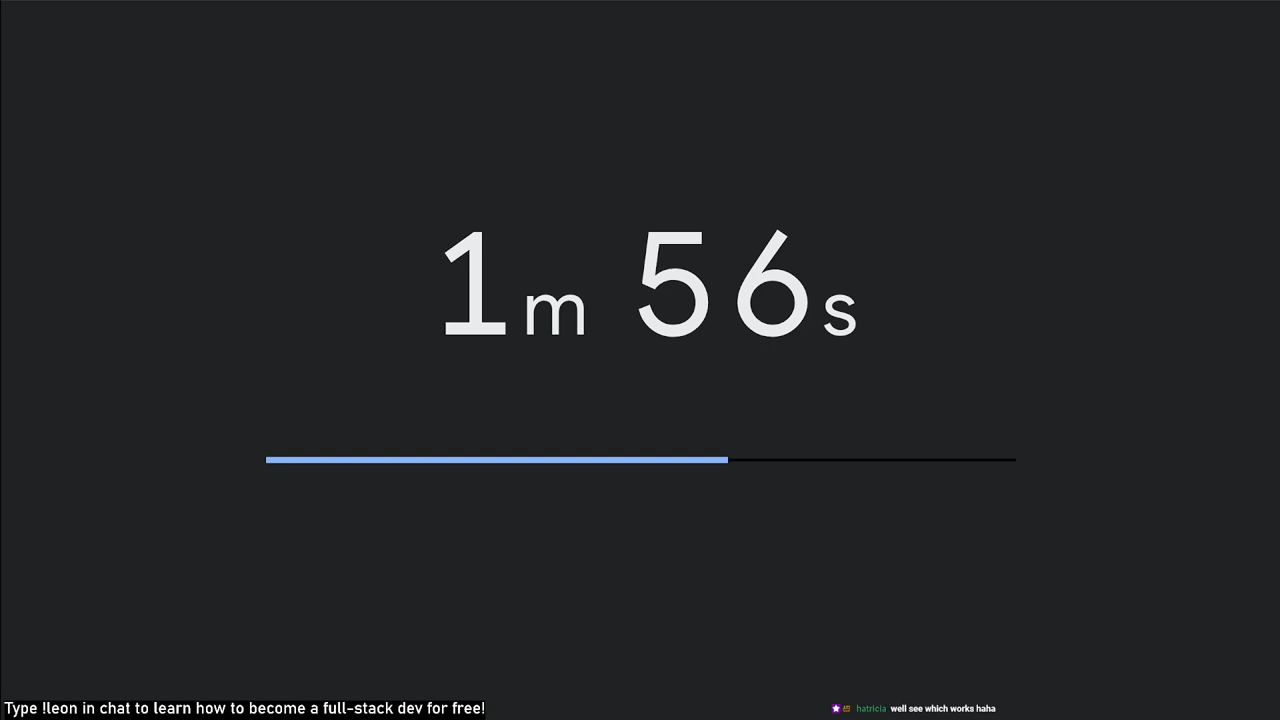 1m 56s
Type !leon in chat to learn how to become a full-stack dev for free!
hatricia well see which works haha